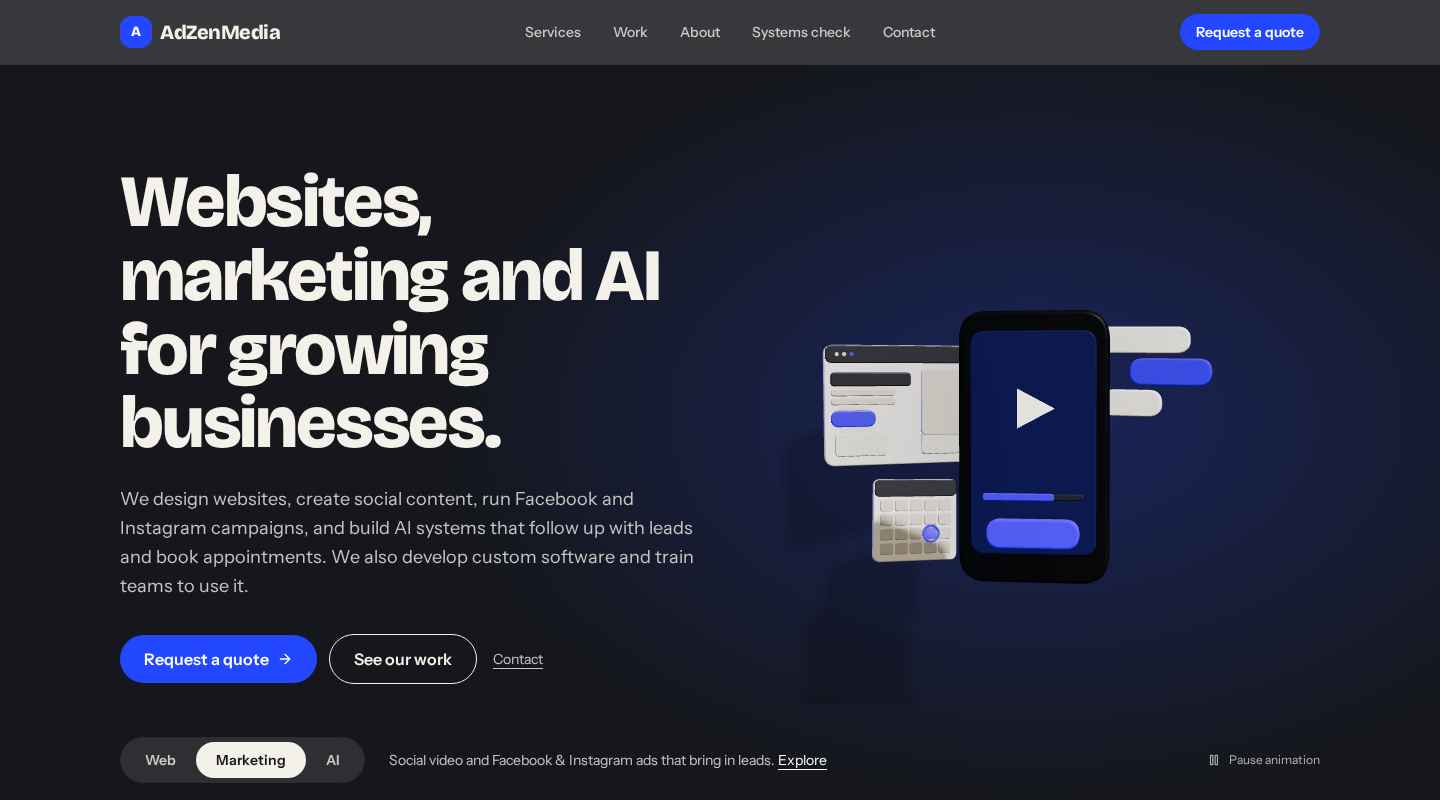 A AdZenMedia
Services Work About Systems check Contact
Request a quote
Websites,
marketing and AI
for growing
businesses.
We design websites, create social content, run Facebook and
Instagram campaigns, and build AI systems that follow up with leads
and book appointments. We also develop custom software and train
teams to use it.
Request a quote → See our work Contact
Web Marketing AI
Social video and Facebook & Instagram ads that bring in leads. Explore
Pause animation